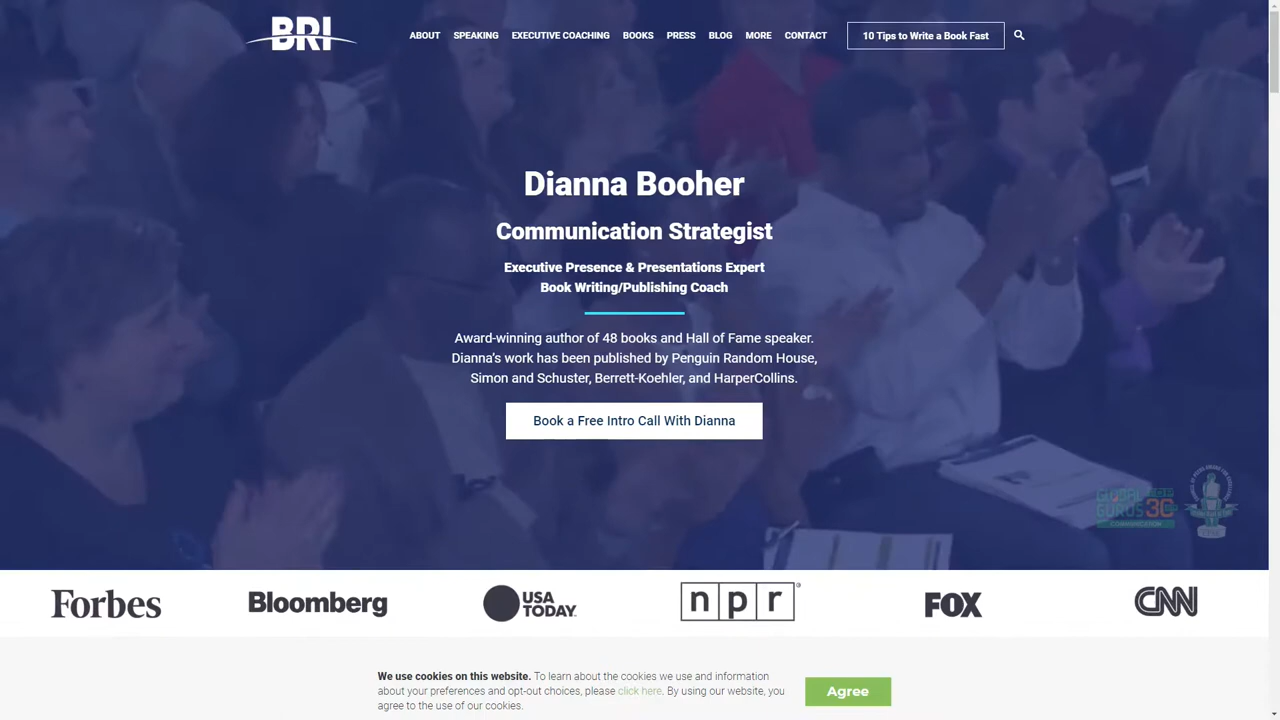 BRI
ABOUT SPEAKING EXECUTIVE COACHING BOOKS PRESS BLOG MORE CONTACT
10 Tips to Write a Book Fast
Dianna Booher
Communication Strategist
Executive Presence & Presentations Expert
Book Writing/Publishing Coach
Award-winning author of 48 books and Hall of Fame speaker.
Dianna's work has been published by Penguin Random House,
Simon and Schuster, Berrett-Koehler, and HarperCollins.
Book a Free Intro Call With Dianna
GLOBAL TOP
GURUS 30
COMMUNICATION
Forbes Bloomberg USA TODAY npr® FOX CNN
We use cookies on this website. To learn about the cookies we use and information
about your preferences and opt-out choices, please click here. By using our website, you
agree to the use of our cookies.
Agree